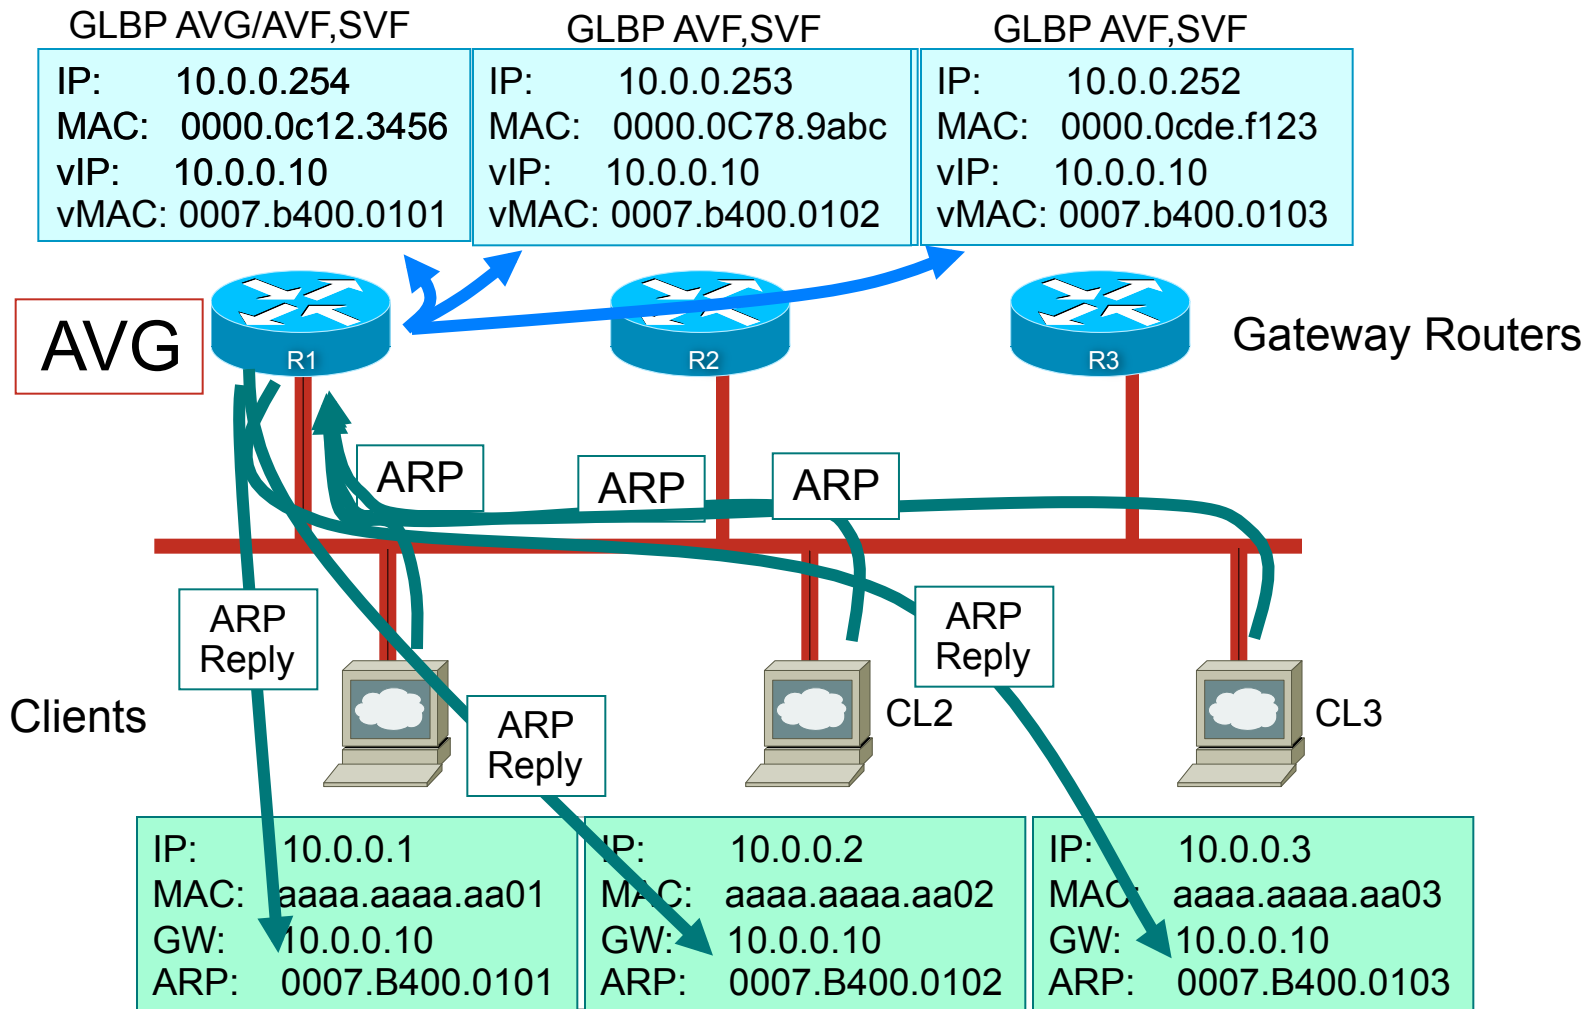 GLBP AVG/AVF,SVF
GLBP AVF,SVF
GLBP AVF,SVF
IP: 10.0.0.254
MAC: 0000.0c12.3456
vIP: 10.0.0.10
vMAC: 0007.b400.0101
IP: 10.0.0.253
MAC: 0000.0C78.9abc
vIP: 10.0.0.10
vMAC: 0007.b400.0102
IP: 10.0.0.252
MAC: 0000.0cde.f123
vIP: 10.0.0.10
vMAC: 0007.b400.0103
AVG
R1
R2
R3
Gateway Routers
ARP
ARP
ARP
ARP
Reply
ARP
Reply
ARP
Reply
Clients
CL2
CL3
IP: 10.0.0.1
MAC: aaaa.aaaa.aa01
GW: 10.0.0.10
ARP: 0007.B400.0101
IP: 10.0.0.2
MAC: aaaa.aaaa.aa02
GW: 10.0.0.10
ARP: 0007.B400.0102
IP: 10.0.0.3
MAC: aaaa.aaaa.aa03
GW: 10.0.0.10
ARP: 0007.B400.0103